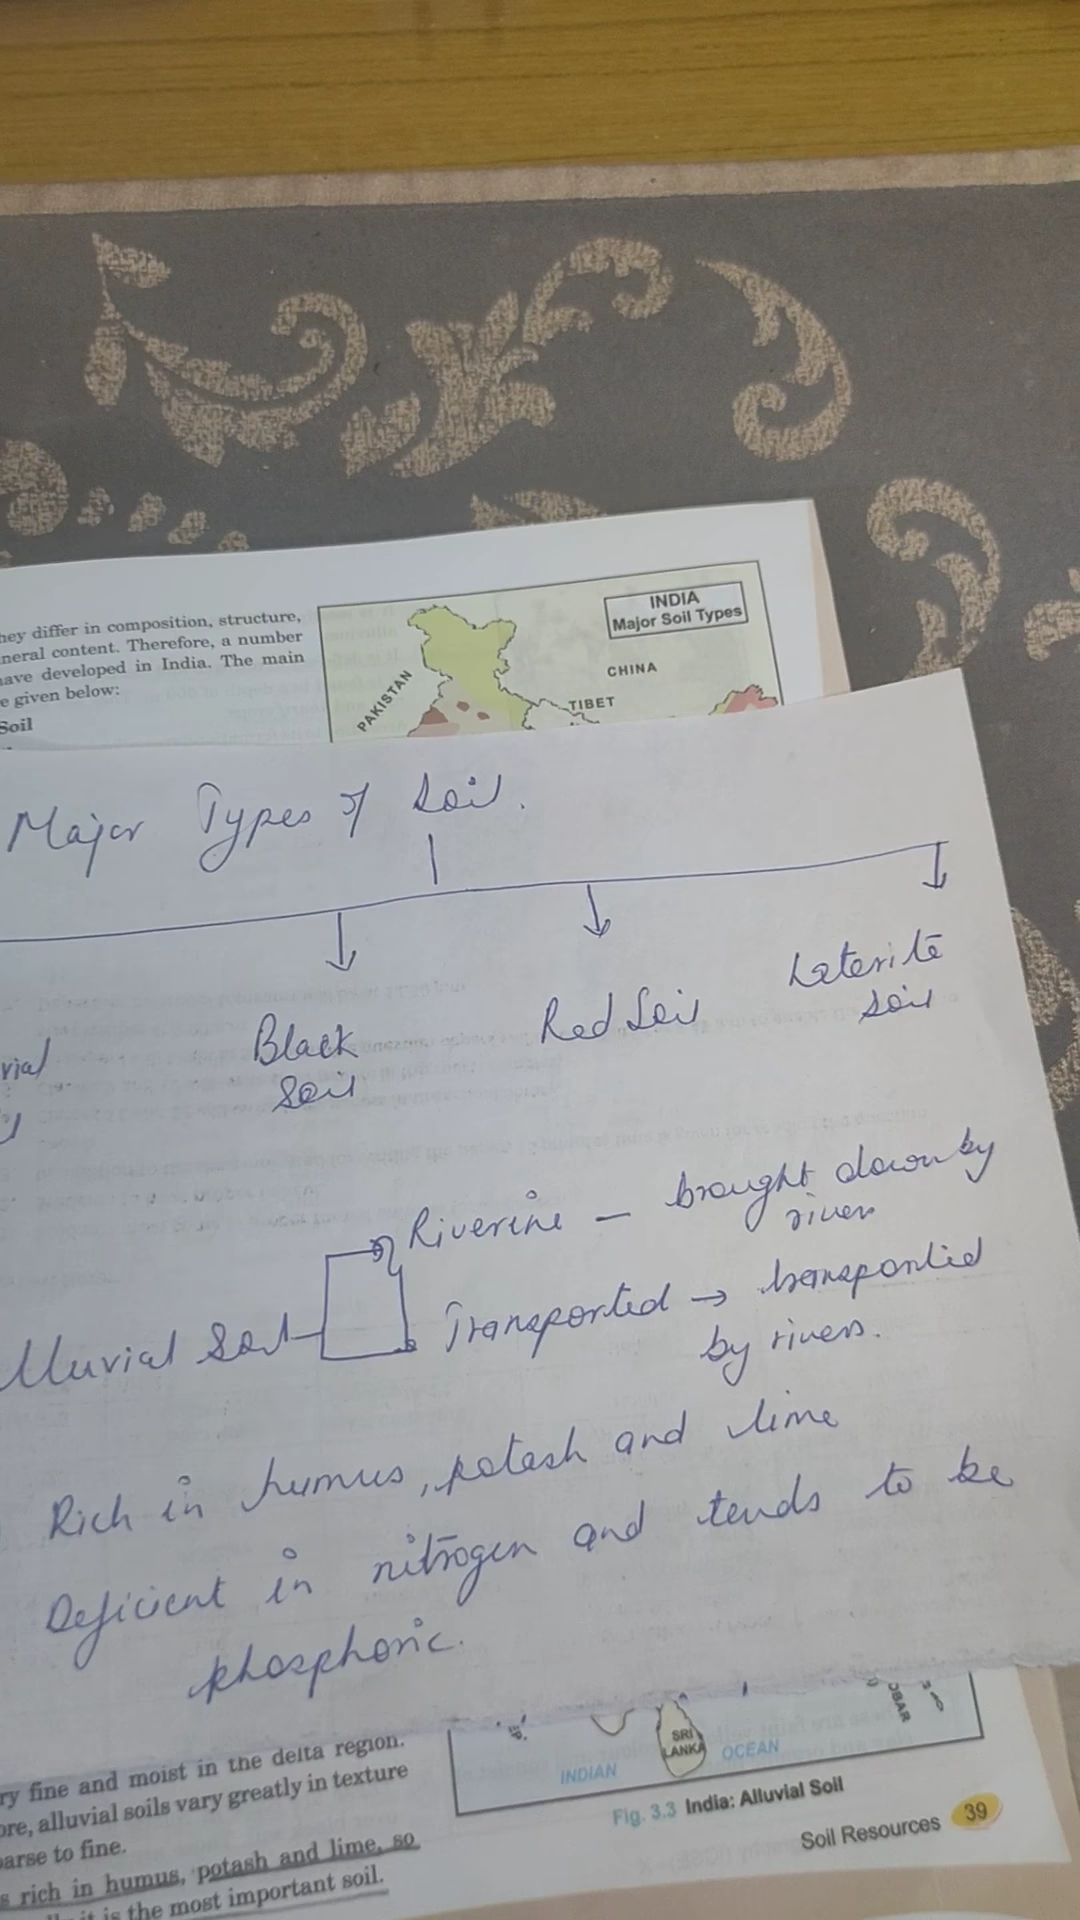 hey differ in composition, structure,
neral content. Therefore, a number
ave developed in India. The main
e given below:
Soil
INDIA
Major Soil Types
CHINA
PAKISTAN
TIBET
Major Types of Soil.
vial
Black
Soil
Red Soil
Laterite
Soil
Riverine — brought down by
river
lluvial Soil
Transported → transported
by rivers.
Rich in humus, potash and lime
Deficient in nitrogen and tends to be
phosphoric.
OBAR
SRI
LANKA
INDIAN OCEAN
ry fine and moist in the delta region.
ore, alluvial soils vary greatly in texture
oarse to fine.
s rich in humus, potash and lime, so
it is the most important soil.
Fig. 3.3 India: Alluvial Soil
Soil Resources 39